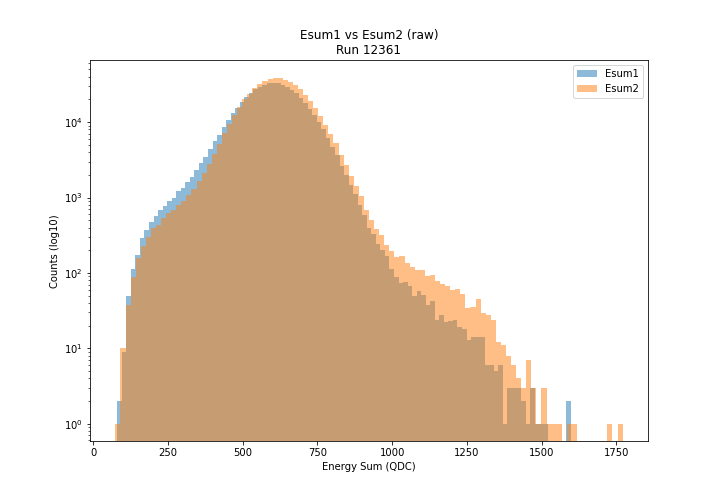 Esum1 vs Esum2 (raw)
Run 12361
Esum1
Esum2
Counts (log10)
10⁴
10³
10²
10¹
10⁰
0 250 500 750 1000 1250 1500 1750
Energy Sum (QDC)